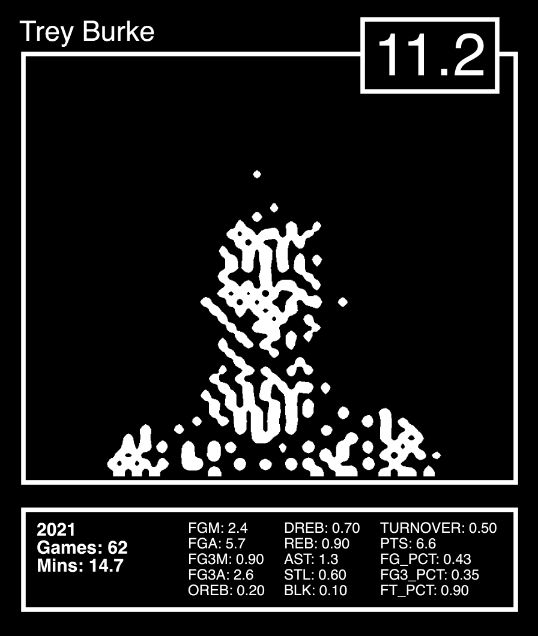 Trey Burke
11.2
2021
Games: 62
Mins: 14.7
FGM: 2.4
FGA: 5.7
FG3M: 0.90
FG3A: 2.6
OREB: 0.20
DREB: 0.70
REB: 0.90
AST: 1.3
STL: 0.60
BLK: 0.10
TURNOVER: 0.50
PTS: 6.6
FG_PCT: 0.43
FG3_PCT: 0.35
FT_PCT: 0.90